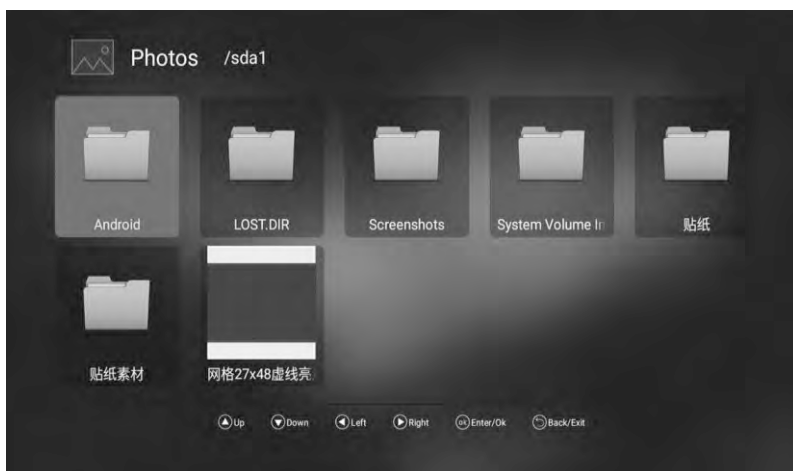 Photos /sda1
Android LOST.DIR Screenshots System Volume In 贴纸
贴纸素材 网格27x48虚线亮
Up Down Left Right ok Enter/Ok Back/Exit